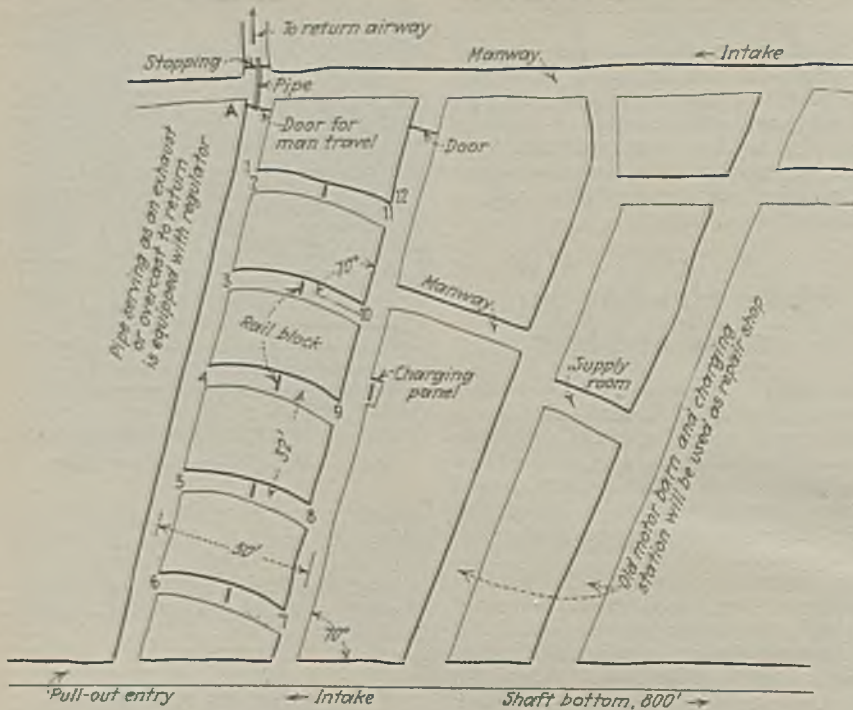 To return airway
Manway
← Intake
Stopping
Pipe
A
Door for
man travel
Door
1
2
12
11
Pipe serving as an exhaust
or overcast to return
is equipped with regulator
70°
3
10
Manway
Rail block
Charging
panel
Supply
room
4
9
32'
Old motor barn and charging
station will be used as repair shop
5
8
50'
6
7
70°
Pull-out entry
← Intake
Shaft bottom, 800' →